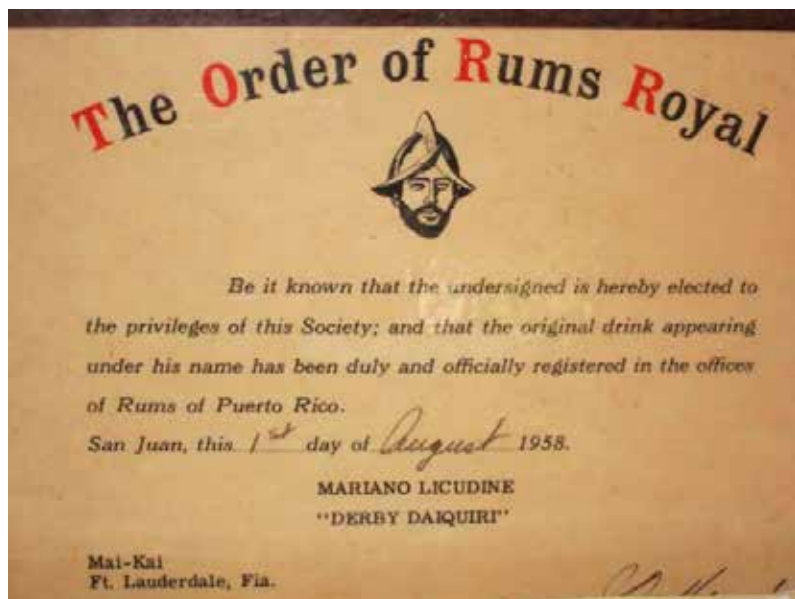 The Order of Rums Royal
Be it known that the undersigned is hereby elected to
the privileges of this Society; and that the original drink appearing
under his name has been duly and officially registered in the offices
of Rums of Puerto Rico.
San Juan, this 1st day of August 1958.
MARIANO LICUDINE
"DERBY DAIQUIRI"
Mai-Kai
Ft. Lauderdale, Fla.